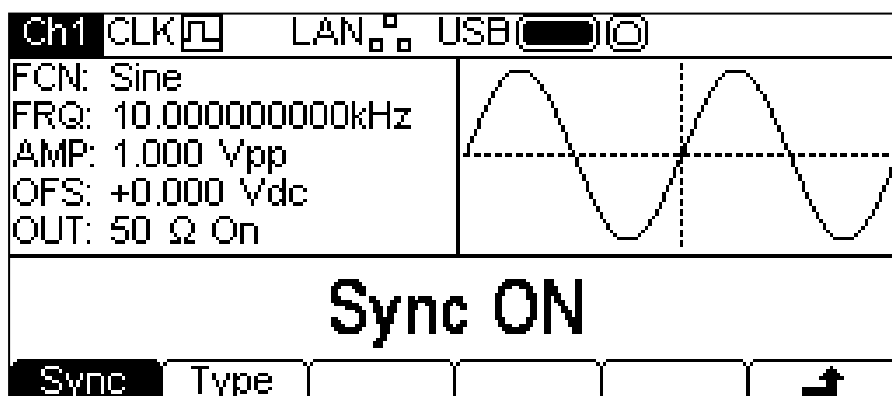 Ch1 CLK LAN USB
FCN: Sine
FRQ: 10.000000000kHz
AMP: 1.000 Vpp
OFS: +0.000 Vdc
OUT: 50 Ω On
Sync ON
Sync Type